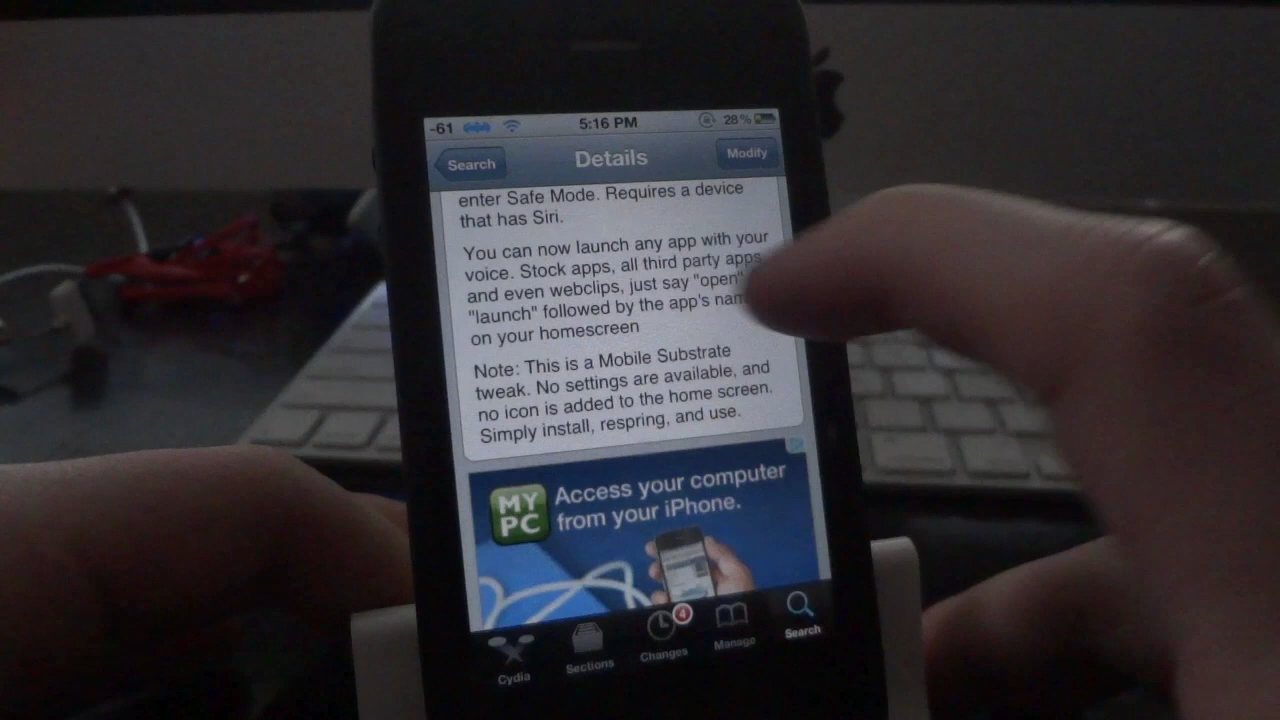 -61 5:16 PM 28%
Search Details Modify
enter Safe Mode. Requires a device
that has Siri.
You can now launch any app with your
voice. Stock apps, all third party apps
and even webclips, just say "open"
"launch" followed by the app's
on your homescreen
Note: This is a Mobile Substrate
tweak. No settings are available, and
no icon is added to the home screen.
Simply install, respring, and use.
MY
PC
Access your computer
from your iPhone.
4
Cydia Sections Changes Manage Search